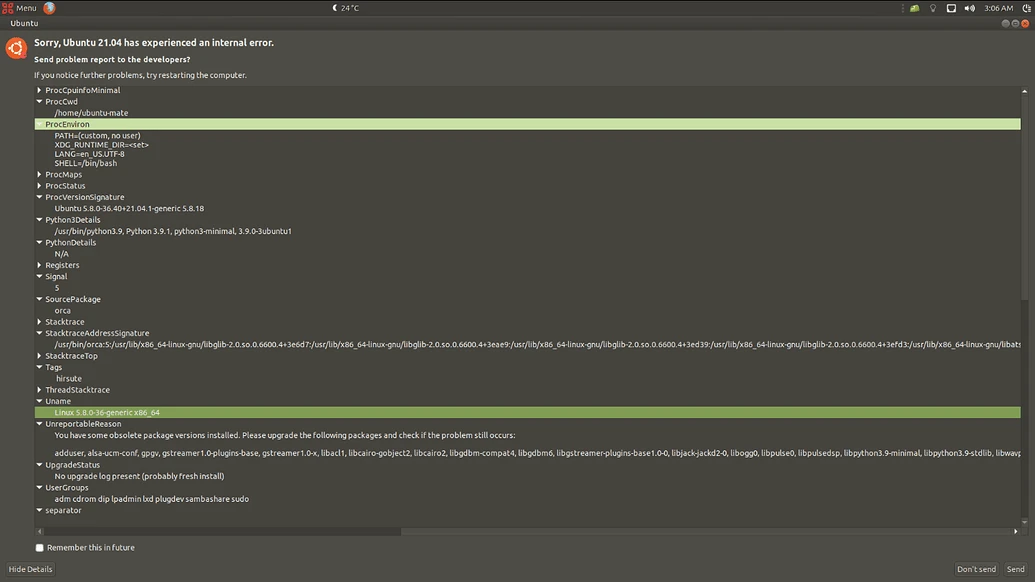 Menu
24°C
3:06 AM
Ubuntu
Sorry, Ubuntu 21.04 has experienced an internal error.
Send problem report to the developers?
If you notice further problems, try restarting the computer.
ProcCpuinfoMinimal
ProcCwd
/home/ubuntu-mate
ProcEnviron
PATH=(custom, no user)
XDG_RUNTIME_DIR=<set>
LANG=en_US.UTF-8
SHELL=/bin/bash
ProcMaps
ProcStatus
ProcVersionSignature
Ubuntu 5.8.0-36.40+21.04.1-generic 5.8.18
Python3Details
/usr/bin/python3.9, Python 3.9.1, python3-minimal, 3.9.0-3ubuntu1
PythonDetails
N/A
Registers
Signal
5
SourcePackage
orca
Stacktrace
StacktraceAddressSignature
/usr/bin/orca:5:/usr/lib/x86_64-linux-gnu/libglib-2.0.so.0.6600.4+3e6d7:/usr/lib/x86_64-linux-gnu/libglib-2.0.so.0.6600.4+3eae9:/usr/lib/x86_64-linux-gnu/libglib-2.0.so.0.6600.4+3ed39:/usr/lib/x86_64-linux-gnu/libglib-2.0.so.0.6600.4+3efd3:/usr/lib/x86_64-linux-gnu/libats
StacktraceTop
Tags
hirsute
ThreadStacktrace
Uname
Linux 5.8.0-36-generic x86_64
UnreportableReason
You have some obsolete package versions installed. Please upgrade the following packages and check if the problem still occurs:
adduser, alsa-ucm-conf, gpgv, gstreamer1.0-plugins-base, gstreamer1.0-x, libacl1, libcairo-gobject2, libcairo2, libgdbm-compat4, libgdbm6, libgstreamer-plugins-base1.0-0, libjack-jackd2-0, libogg0, libpulse0, libpulsedsp, libpython3.9-minimal, libpython3.9-stdlib, libwavp
UpgradeStatus
No upgrade log present (probably fresh install)
UserGroups
adm cdrom dip lpadmin lxd plugdev sambashare sudo
separator
Remember this in future
Hide Details
Don't send
Send